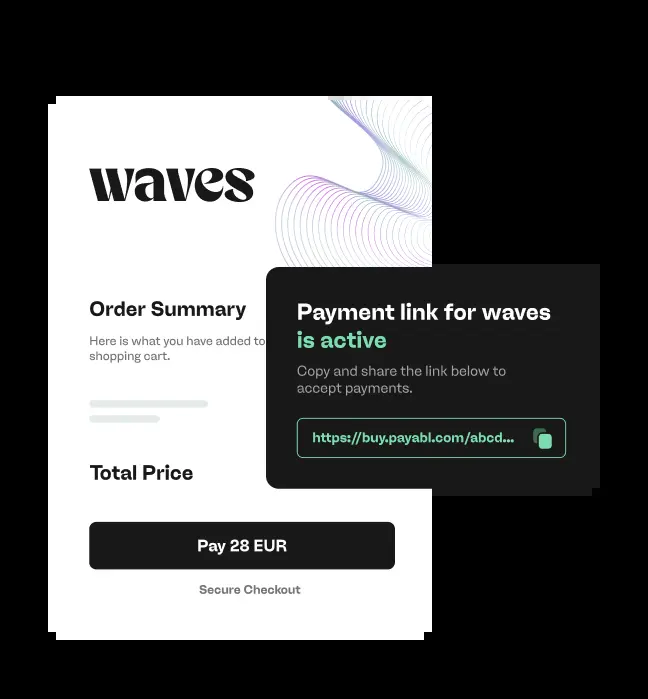 waves
Order Summary
Here is what you have added to
shopping cart.
Total Price
Pay 28 EUR
Secure Checkout
Payment link for waves
is active
Copy and share the link below to
accept payments.
https://buy.payabl.com/abcd...